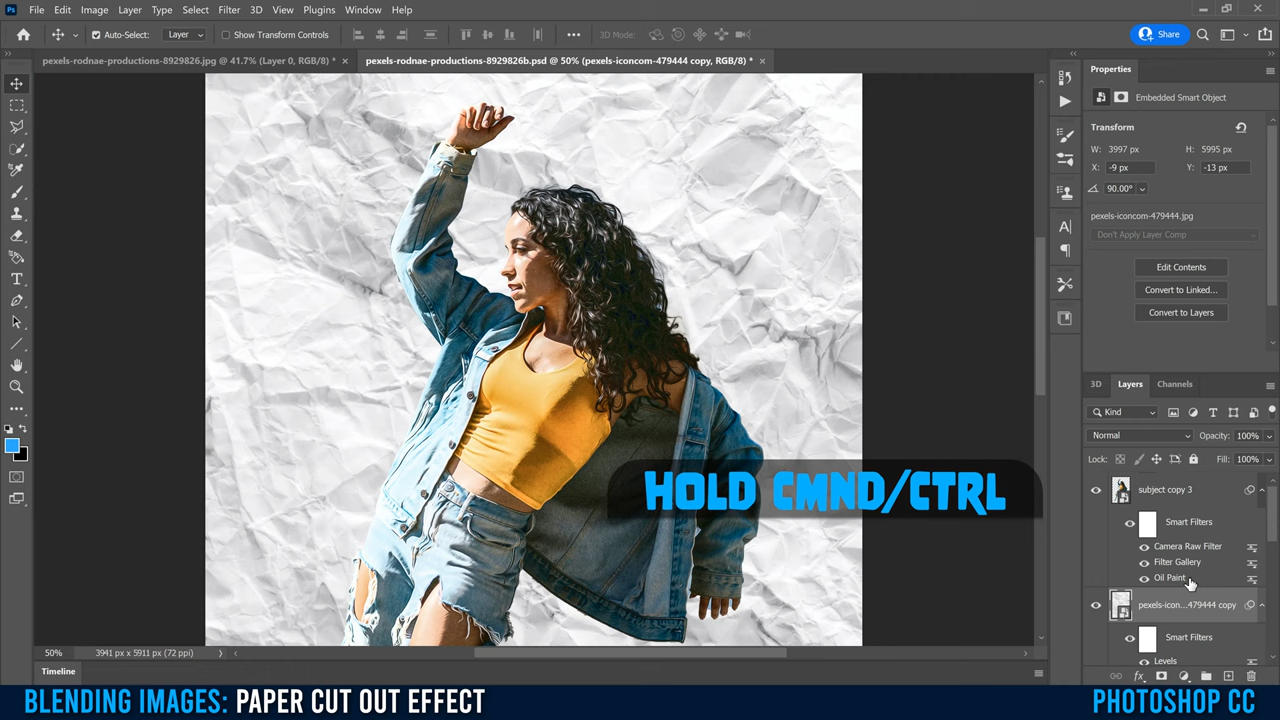 Ps File Edit Image Layer Type Select Filter 3D View Plugins Window Help
Auto-Select: Layer Show Transform Controls ••• 3D Mode: Share
pexels-rodnae-productions-8929826.jpg @ 41.7% (Layer 0, RGB/8) * ×
pexels-rodnae-productions-8929826b.psd @ 50% (pexels-iconcom-479444 copy, RGB/8) * ×
Properties
Embedded Smart Object
Transform
W: 3997 px H: 5995 px
X: -9 px Y: -13 px
90.00°
pexels-iconcom-479444.jpg
Don't Apply Layer Comp
Edit Contents
Convert to Linked...
Convert to Layers
3D Layers Channels
Kind
Normal Opacity: 100%
Lock: Fill: 100%
subject copy 3
Smart Filters
Camera Raw Filter
Filter Gallery
Oil Paint
pexels-icon...479444 copy
Smart Filters
Levels
HOLD CMND/CTRL
50% 3941 px x 5911 px (72 ppi)
Timeline
BLENDING IMAGES: PAPER CUT OUT EFFECT
PHOTOSHOP CC